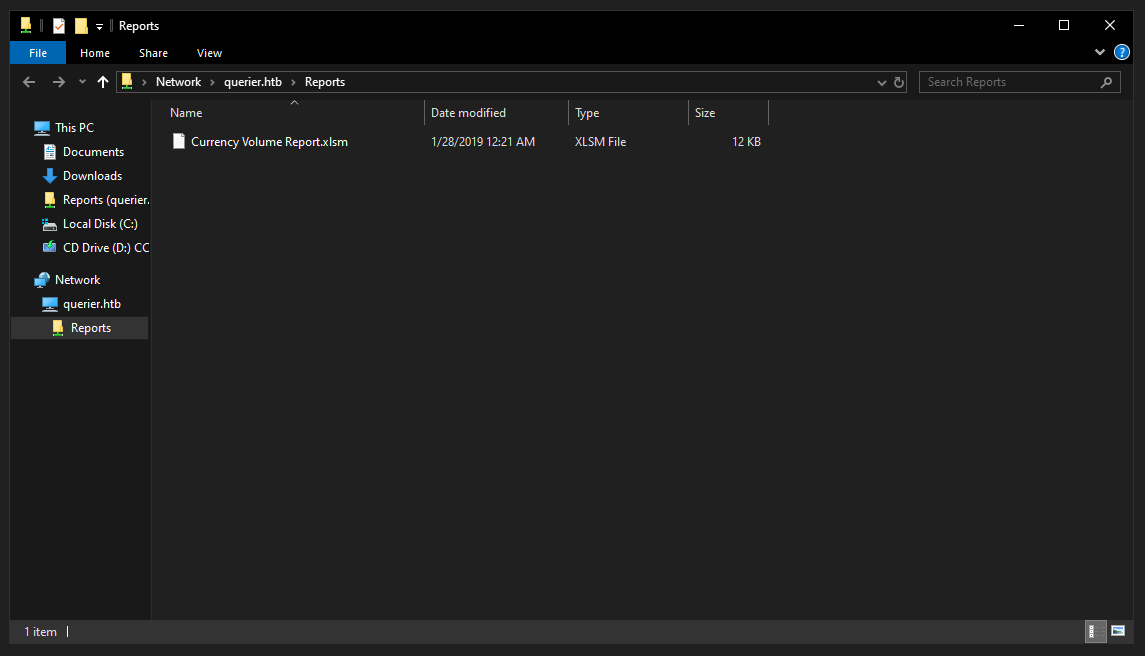 Reports
File Home Share View
Network querier.htb Reports
Search Reports
Name Date modified Type Size
Currency Volume Report.xlsm 1/28/2019 12:21 AM XLSM File 12 KB
This PC
Documents
Downloads
Reports (querier.
Local Disk (C:)
CD Drive (D:) CC
Network
querier.htb
Reports
1 item